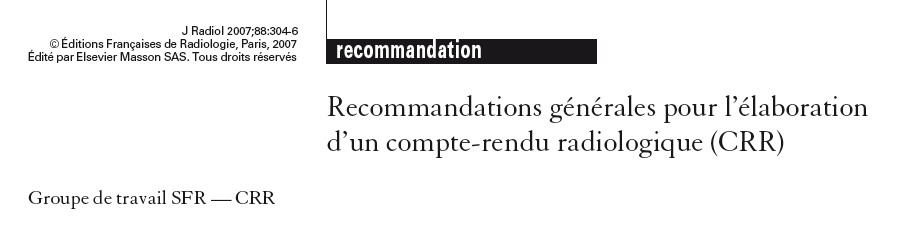 J Radiol 2007;88:304-6
© Éditions Françaises de Radiologie, Paris, 2007
Édité par Elsevier Masson SAS. Tous droits réservés
recommandation
Recommandations générales pour l'élaboration
d'un compte-rendu radiologique (CRR)
Groupe de travail SFR — CRR